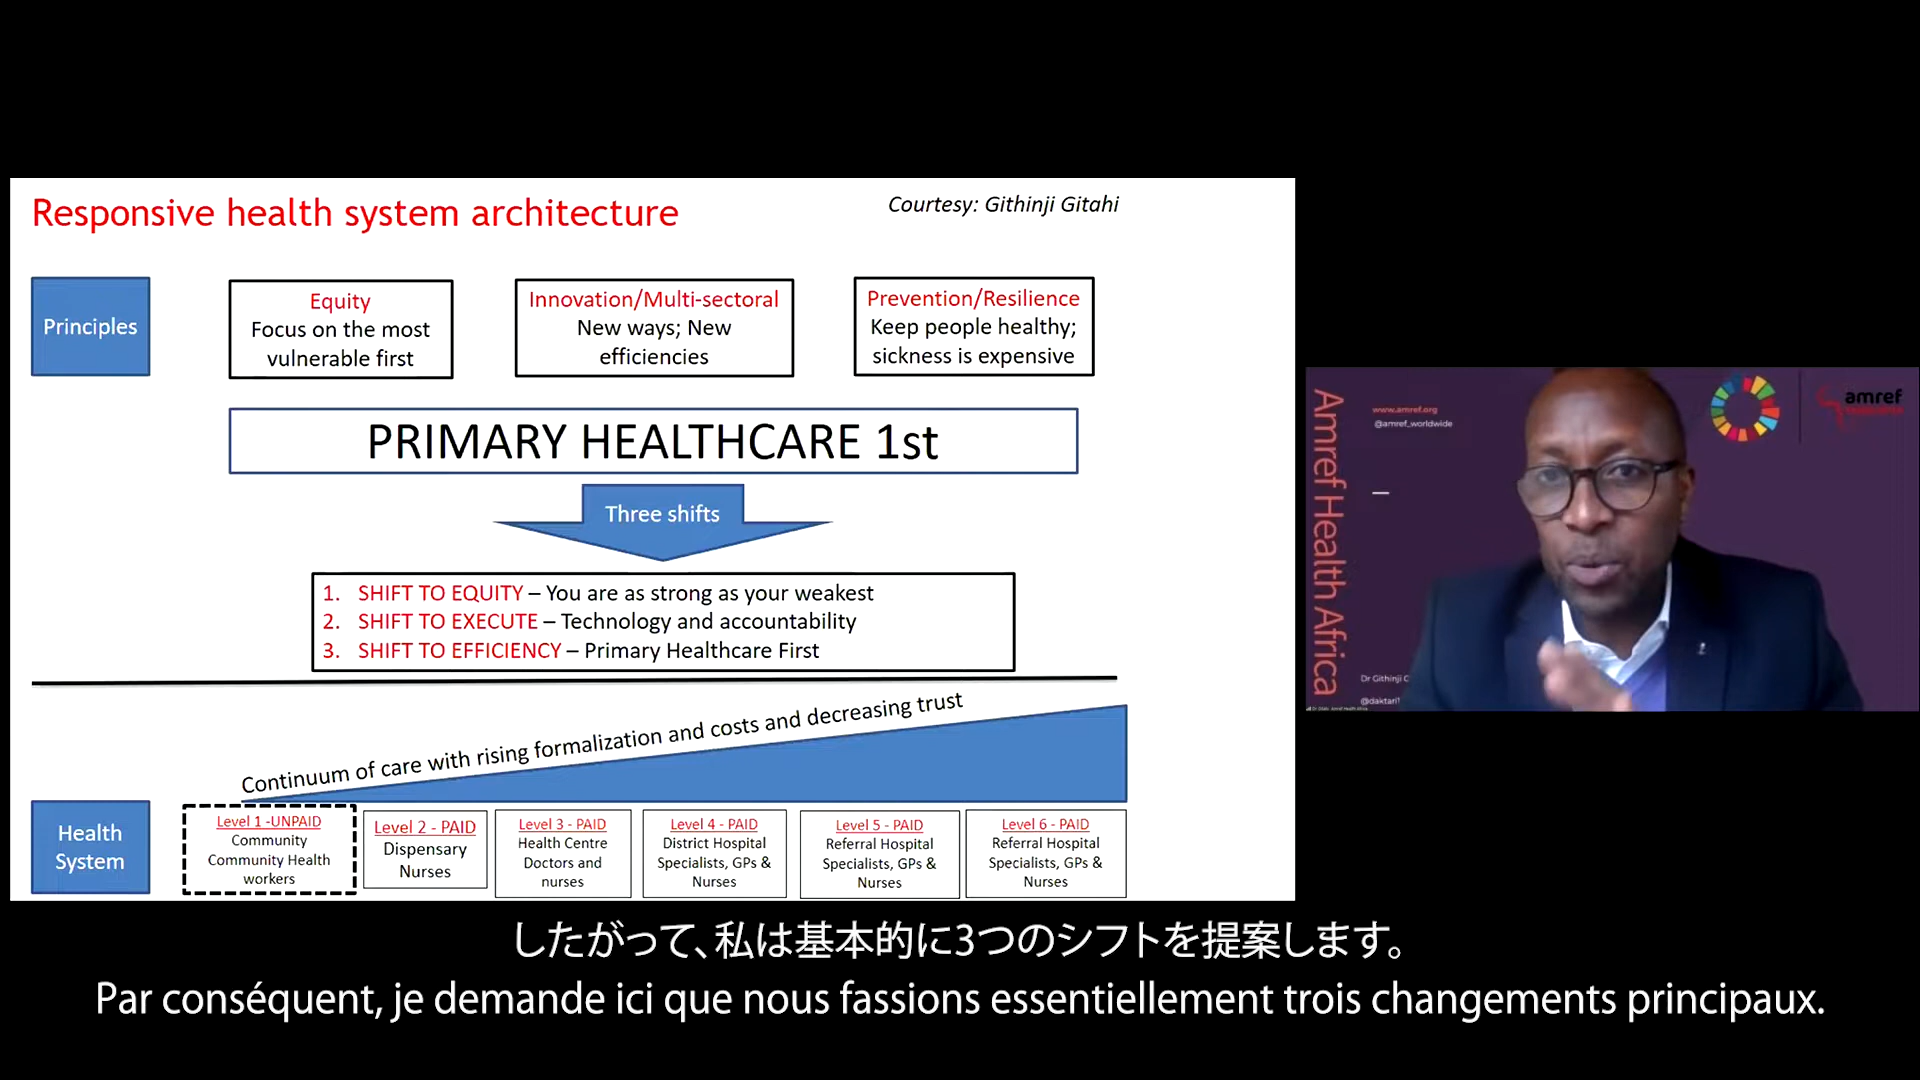 Responsive health system architecture
Courtesy: Githinji Gitahi
Principles
Equity
Focus on the most
vulnerable first
Innovation/Multi-sectoral
New ways; New
efficiencies
Prevention/Resilience
Keep people healthy;
sickness is expensive
PRIMARY HEALTHCARE 1st
Three shifts
1. SHIFT TO EQUITY – You are as strong as your weakest
2. SHIFT TO EXECUTE – Technology and accountability
3. SHIFT TO EFFICIENCY – Primary Healthcare First
Continuum of care with rising formalization and costs and decreasing trust
Health
System
Level 1 -UNPAID
Community
Community Health
workers
Level 2 - PAID
Dispensary
Nurses
Level 3 - PAID
Health Centre
Doctors and
nurses
Level 4 - PAID
District Hospital
Specialists, GPs &
Nurses
Level 5 - PAID
Referral Hospital
Specialists, GPs &
Nurses
Level 6 - PAID
Referral Hospital
Specialists, GPs &
Nurses
Amref Health Africa
www.amref.org
@amref_worldwide
amref
Dr Githinji
@daktari1
したがって、私は基本的に3つのシフトを提案します。
Par conséquent, je demande ici que nous fassions essentiellement trois changements principaux.